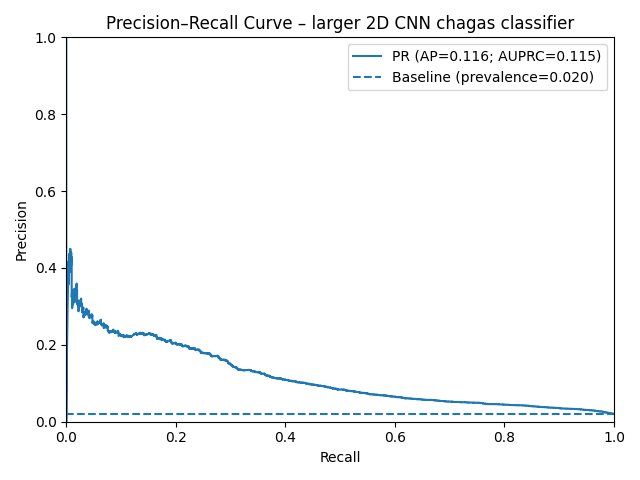 Precision–Recall Curve – larger 2D CNN chagas classifier
PR (AP=0.116; AUPRC=0.115)
Baseline (prevalence=0.020)
Precision
1.0
0.8
0.6
0.4
0.2
0.0
0.0 0.2 0.4 0.6 0.8 1.0
Recall